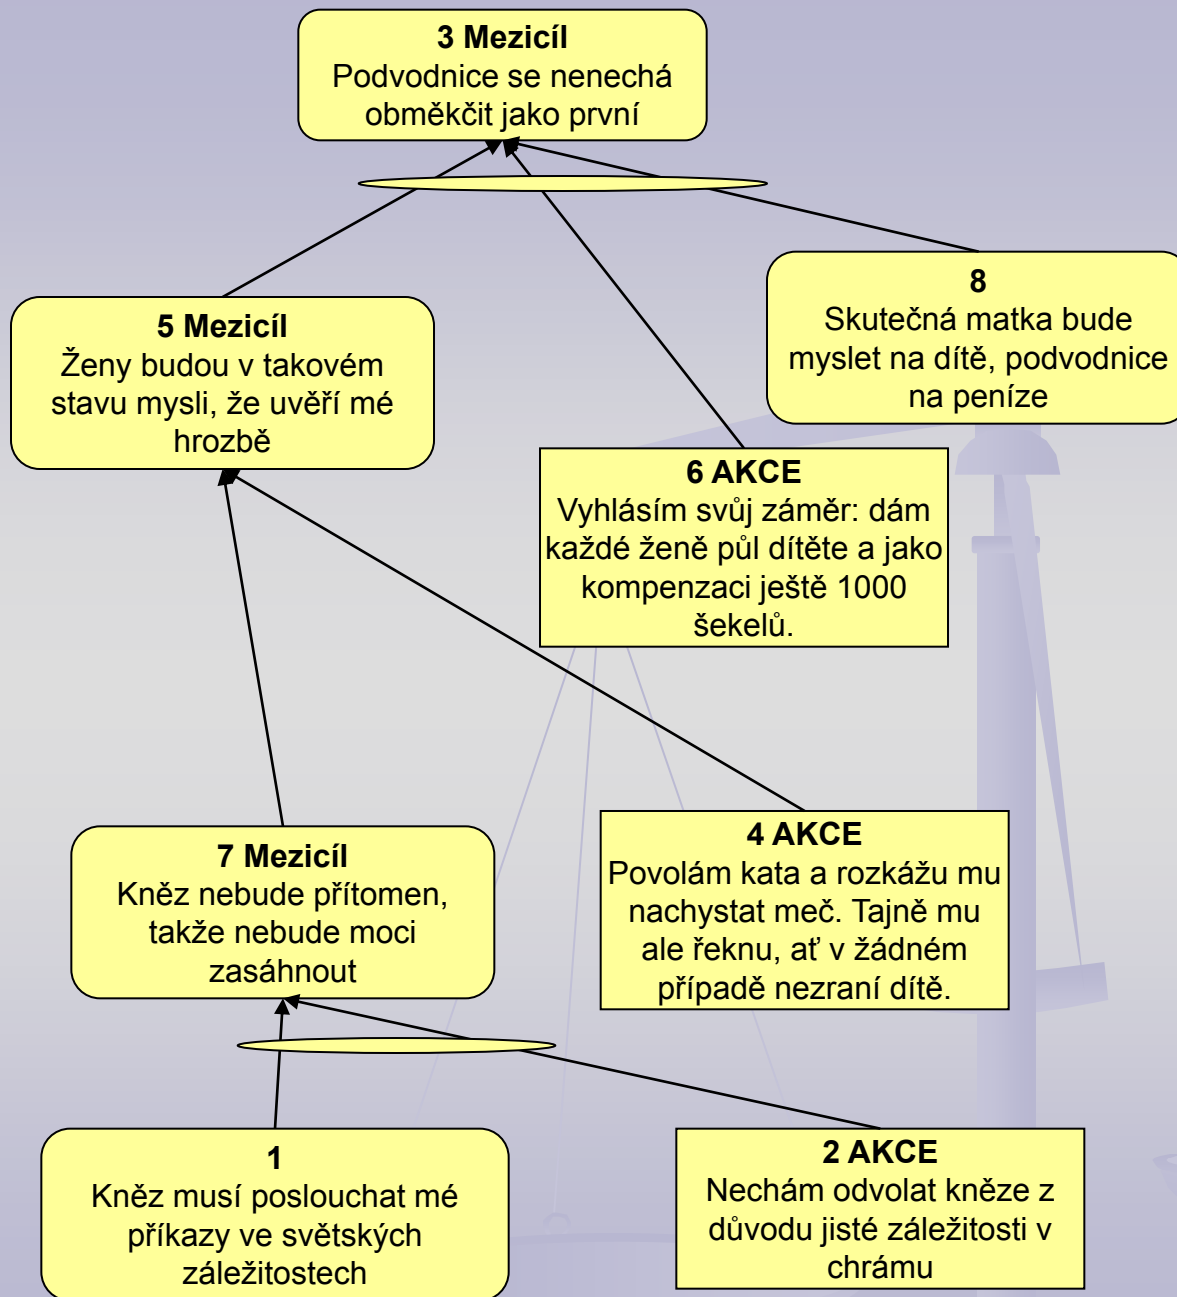 3 Mezicíl
Podvodnice se nenechá
obměkčit jako první
5 Mezicíl
Ženy budou v takovém
stavu mysli, že uvěří mé
hrozbě
8
Skutečná matka bude
myslet na dítě, podvodnice
na peníze
6 AKCE
Vyhlásím svůj záměr: dám
každé ženě půl dítěte a jako
kompenzaci ještě 1000
šekelů.
7 Mezicíl
Kněz nebude přítomen,
takže nebude moci
zasáhnout
4 AKCE
Povolám kata a rozkážu mu
nachystat meč. Tajně mu
ale řeknu, ať v žádném
případě nezraní dítě.
1
Kněz musí poslouchat mé
příkazy ve světských
záležitostech
2 AKCE
Nechám odvolat kněze z
důvodu jisté záležitosti v
chrámu